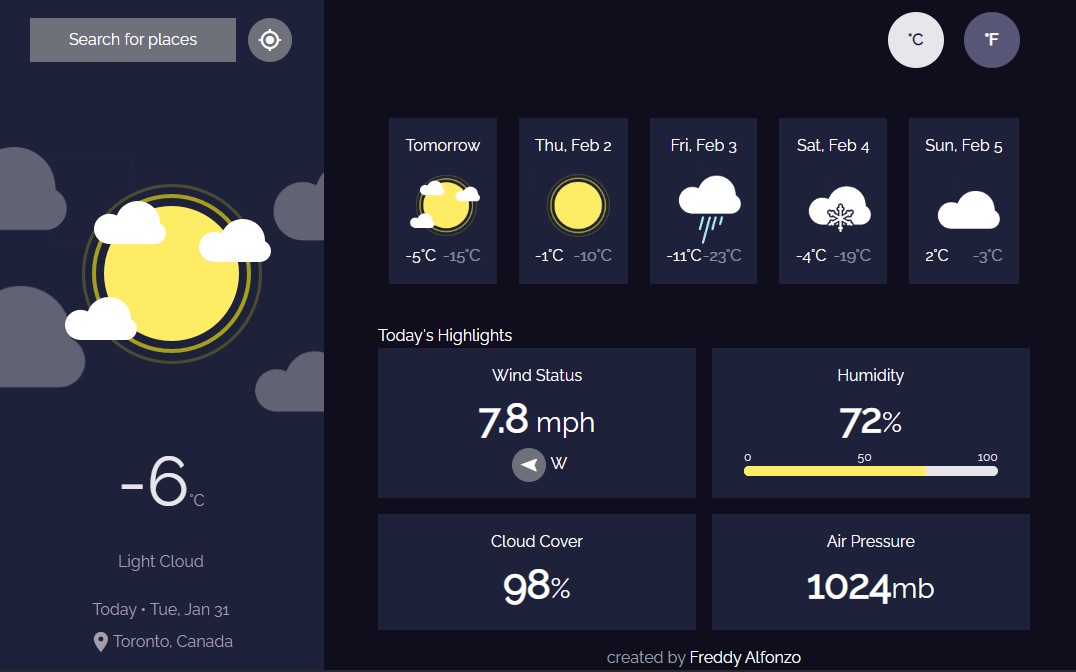 Search for places
-6°C
Light Cloud
Today • Tue, Jan 31
Toronto, Canada
°C °F
Tomorrow
-5°C -15°C
Thu, Feb 2
-1°C -10°C
Fri, Feb 3
-11°C -23°C
Sat, Feb 4
-4°C -19°C
Sun, Feb 5
2°C -3°C
Today's Highlights
Wind Status
7.8 mph
W
Humidity
72%
0 50 100
Cloud Cover
98%
Air Pressure
1024mb
created by Freddy Alfonzo